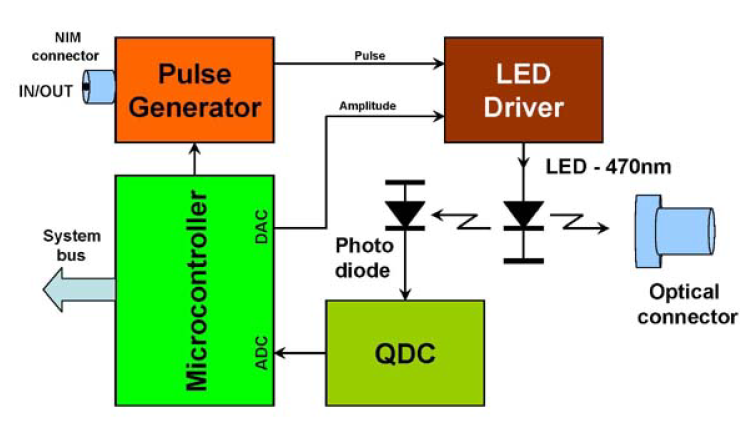 NIM
connector
IN/OUT
Pulse
Generator
Pulse
Amplitude
LED
Driver
LED - 470nm
Microcontroller
DAC
ADC
System
bus
Photo
diode
QDC
Optical
connector